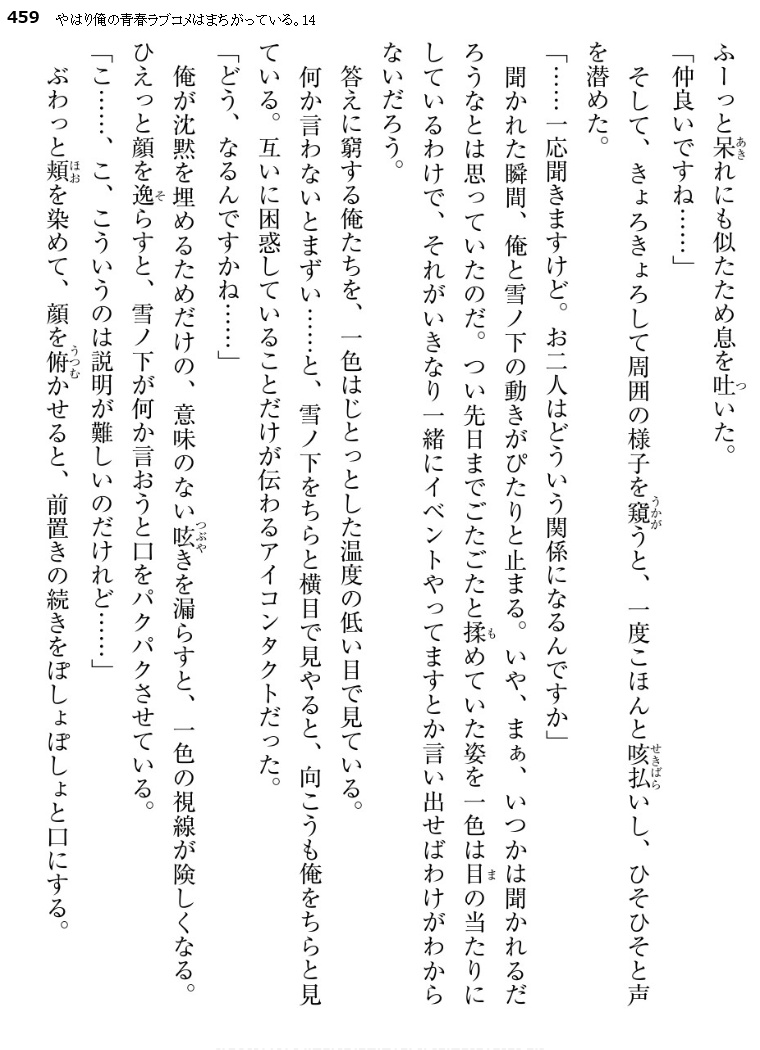 459 やはり俺の青春ラブコメはまちがっている。14
ふーっと呆れにも似たため息を吐いた。
「仲良いですね……」
そして、きょろきょろして周囲の様子を窺うと、一度こほんと咳払いし、ひそひそと声
を潜めた。
「……一応聞きますけど。お二人はどういう関係になるんですか」
聞かれた瞬間、俺と雪ノ下の動きがぴたりと止まる。いや、まぁ、いつかは聞かれるだ
ろうなとは思っていたのだ。つい先日までごたごたと揉めていた姿を一色は目の当たりに
しているわけで、それがいきなり一緒にイベントやってますとか言い出せばわけがわから
ないだろう。
答えに窮する俺たちを、一色はじとっとした温度の低い目で見ている。
何か言わないとまずい……と、雪ノ下をちらと横目で見やると、向こうも俺をちらと見
ている。互いに困惑していることだけが伝わるアイコンタクトだった。
「どう、なるんですかね……」
俺が沈黙を埋めるためだけの、意味のない呟きを漏らすと、一色の視線が険しくなる。
ひえっと顔を逸らすと、雪ノ下が何か言おうと口をパクパクさせている。
「こ……、こ、こういうのは説明が難しいのだけれど……」
ぶわっと頬を染めて、顔を俯かせると、前置きの続きをぽしょぽしょと口にする。